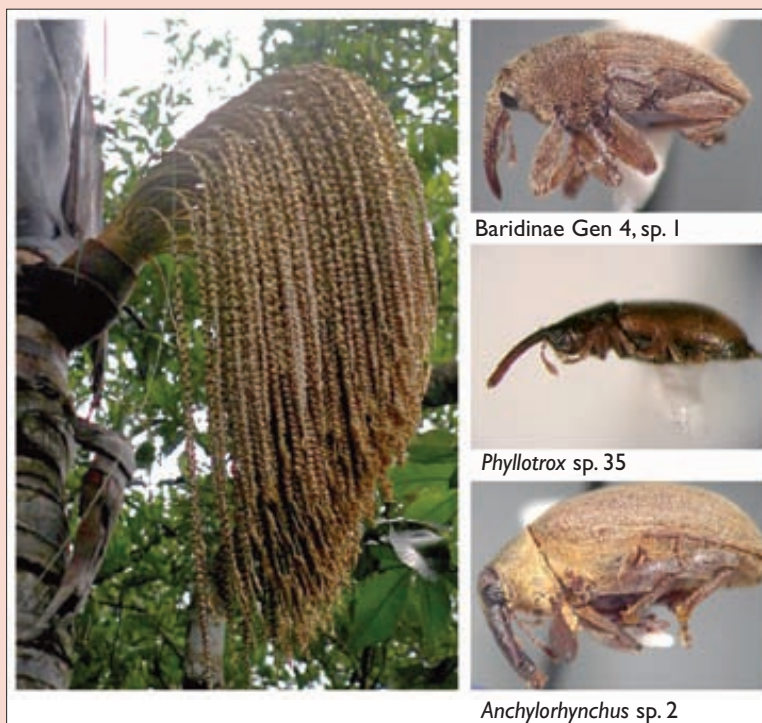 Baridinae Gen 4, sp. 1
Phyllotrox sp. 35
Anchylorhynchus sp. 2